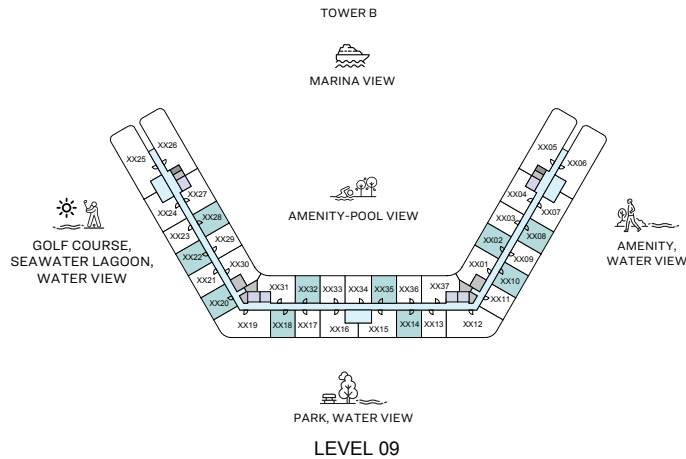 TOWER B
MARINA VIEW
XX26
XX25
XX27
XX24
XX28
XX23
XX29
XX22
XX30
XX21
XX20
XX19
XX05
XX06
XX04
XX07
XX03
XX08
XX02
XX09
XX01
XX10
XX11
XX12
AMENITY-POOL VIEW
GOLF COURSE,
SEAWATER LAGOON,
WATER VIEW
AMENITY,
WATER VIEW
XX31 XX32 XX33 XX34 XX35 XX36 XX37
XX18 XX17 XX16 XX15 XX14 XX13
PARK, WATER VIEW
LEVEL 09